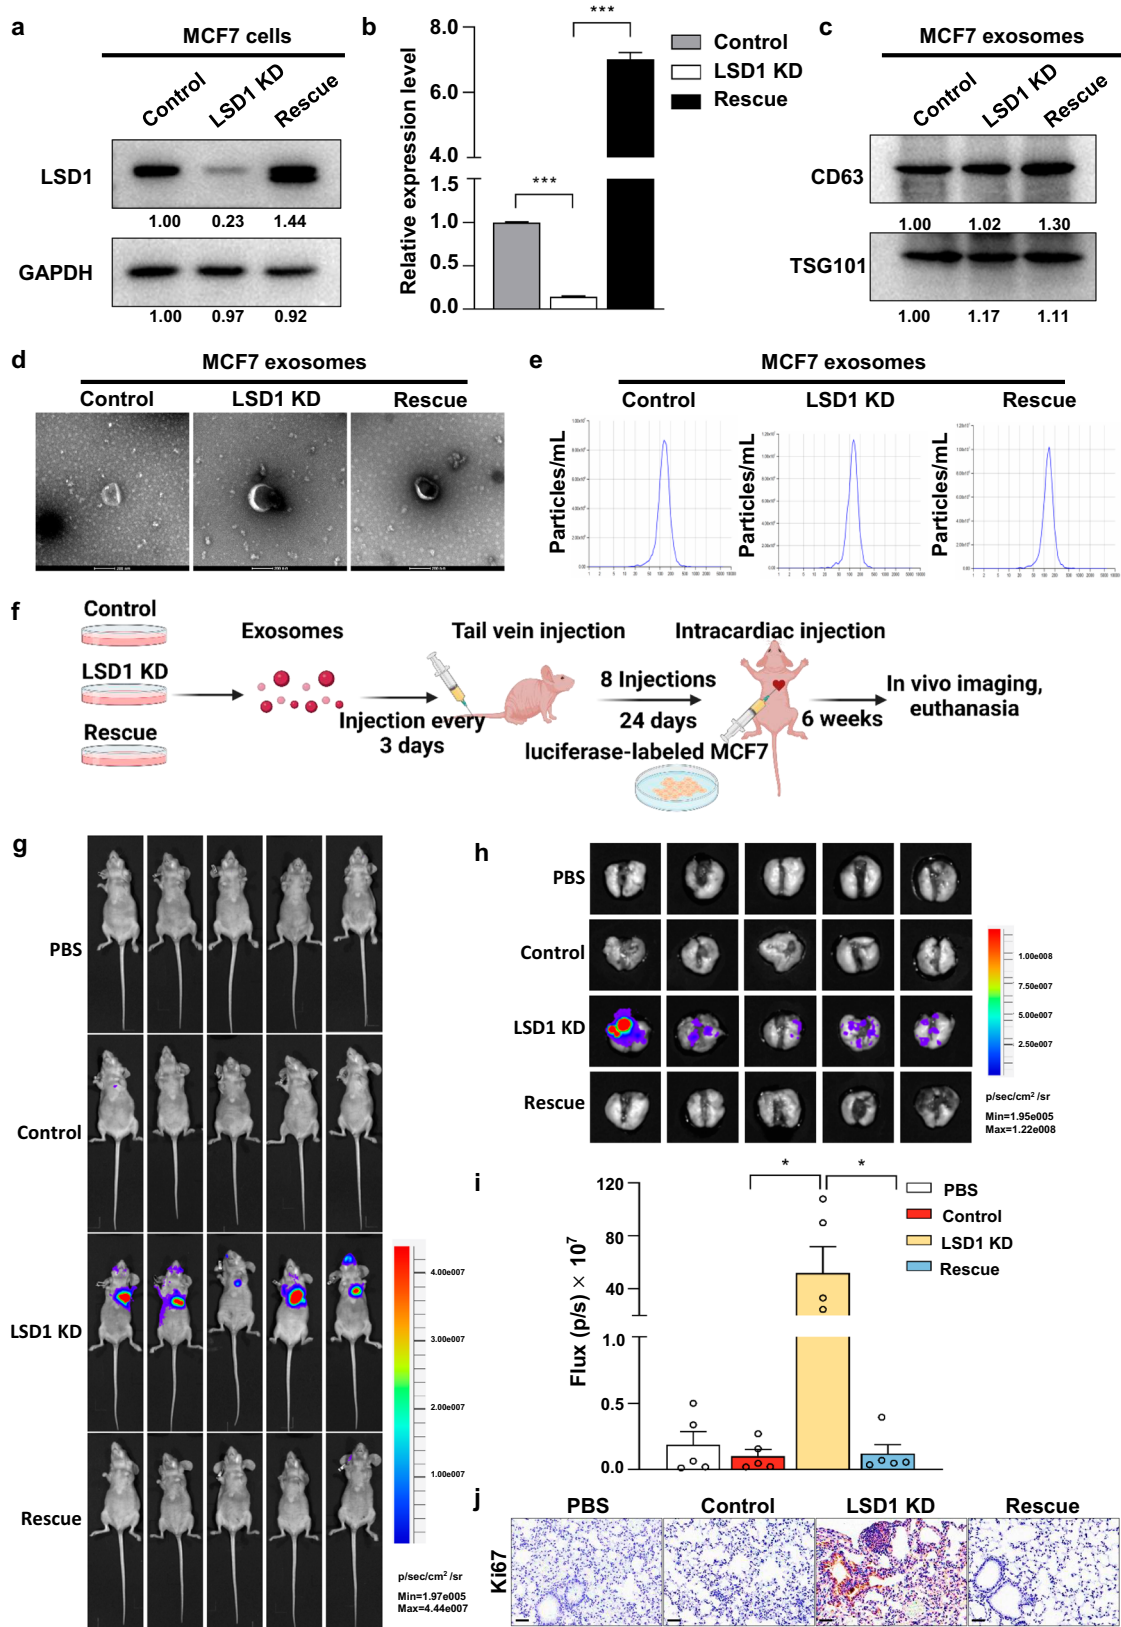 a
MCF7 cells
Control
LSD1 KD
Rescue
LSD1
1.00 0.23 1.44
GAPDH
1.00 0.97 0.92
b
Relative expression level
8.0
6.0
4.0
1.5
1.0
0.5
0.0
***
***
Control
LSD1 KD
Rescue
c
MCF7 exosomes
Control
LSD1 KD
Rescue
CD63
1.00 1.02 1.30
TSG101
1.00 1.17 1.11
d
MCF7 exosomes
Control LSD1 KD Rescue
e
MCF7 exosomes
Control LSD1 KD Rescue
Particles/mL
Particles/mL
Particles/mL
f
Control
LSD1 KD
Rescue
Exosomes
Injection every
3 days
Tail vein injection
8 Injections
24 days
luciferase-labeled MCF7
Intracardiac injection
6 weeks
In vivo imaging,
euthanasia
g
PBS
Control
LSD1 KD
Rescue
4.00e007
3.00e007
2.00e007
1.00e007
p/sec/cm² /sr
Min=1.97e005
Max=4.44e007
h
PBS
Control
LSD1 KD
Rescue
1.00e008
7.50e007
5.00e007
2.50e007
p/sec/cm² /sr
Min=1.95e005
Max=1.22e008
i
Flux (p/s) × 10⁷
120
80
40
1.0
0.5
0.0
*
*
PBS
Control
LSD1 KD
Rescue
j
PBS Control LSD1 KD Rescue
Ki67